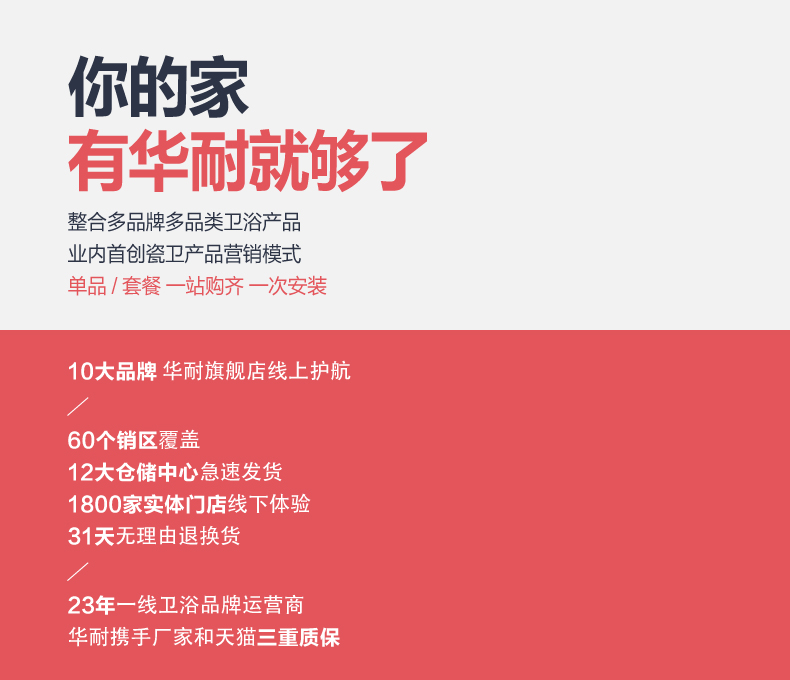 你的家
有华耐就够了
整合多品牌多品类卫浴产品
业内首创瓷卫产品营销模式
单品 / 套餐 一站购齐 一次安装
10大品牌 华耐旗舰店线上护航
/
60个销区覆盖
12大仓储中心急速发货
1800家实体门店线下体验
31天无理由退换货
/
23年一线卫浴品牌运营商
华耐携手厂家和天猫三重质保